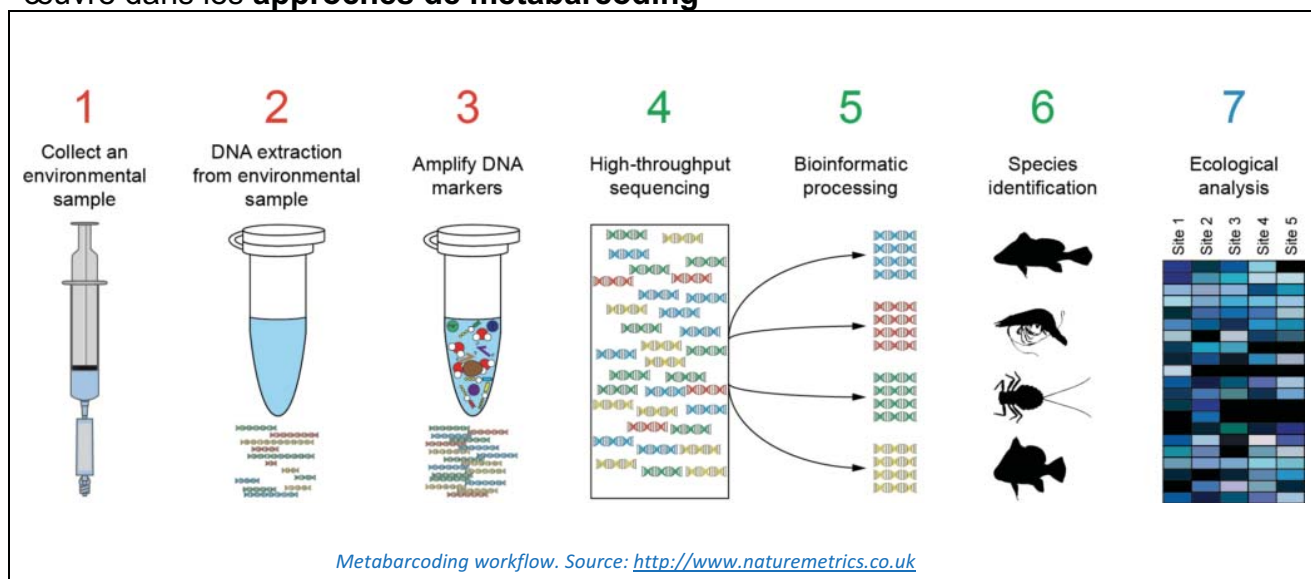 œuvre dans les approches de metabarcoding
1
2
3
4
5
6
7
Collect an
environmental
sample
DNA extraction
from environmental
sample
Amplify DNA
markers
High-throughput
sequencing
Bioinformatic
processing
Species
identification
Ecological
analysis
Site 1
Site 2
Site 3
Site 4
Site 5
Metabarcoding workflow. Source: http://www.naturemetrics.co.uk